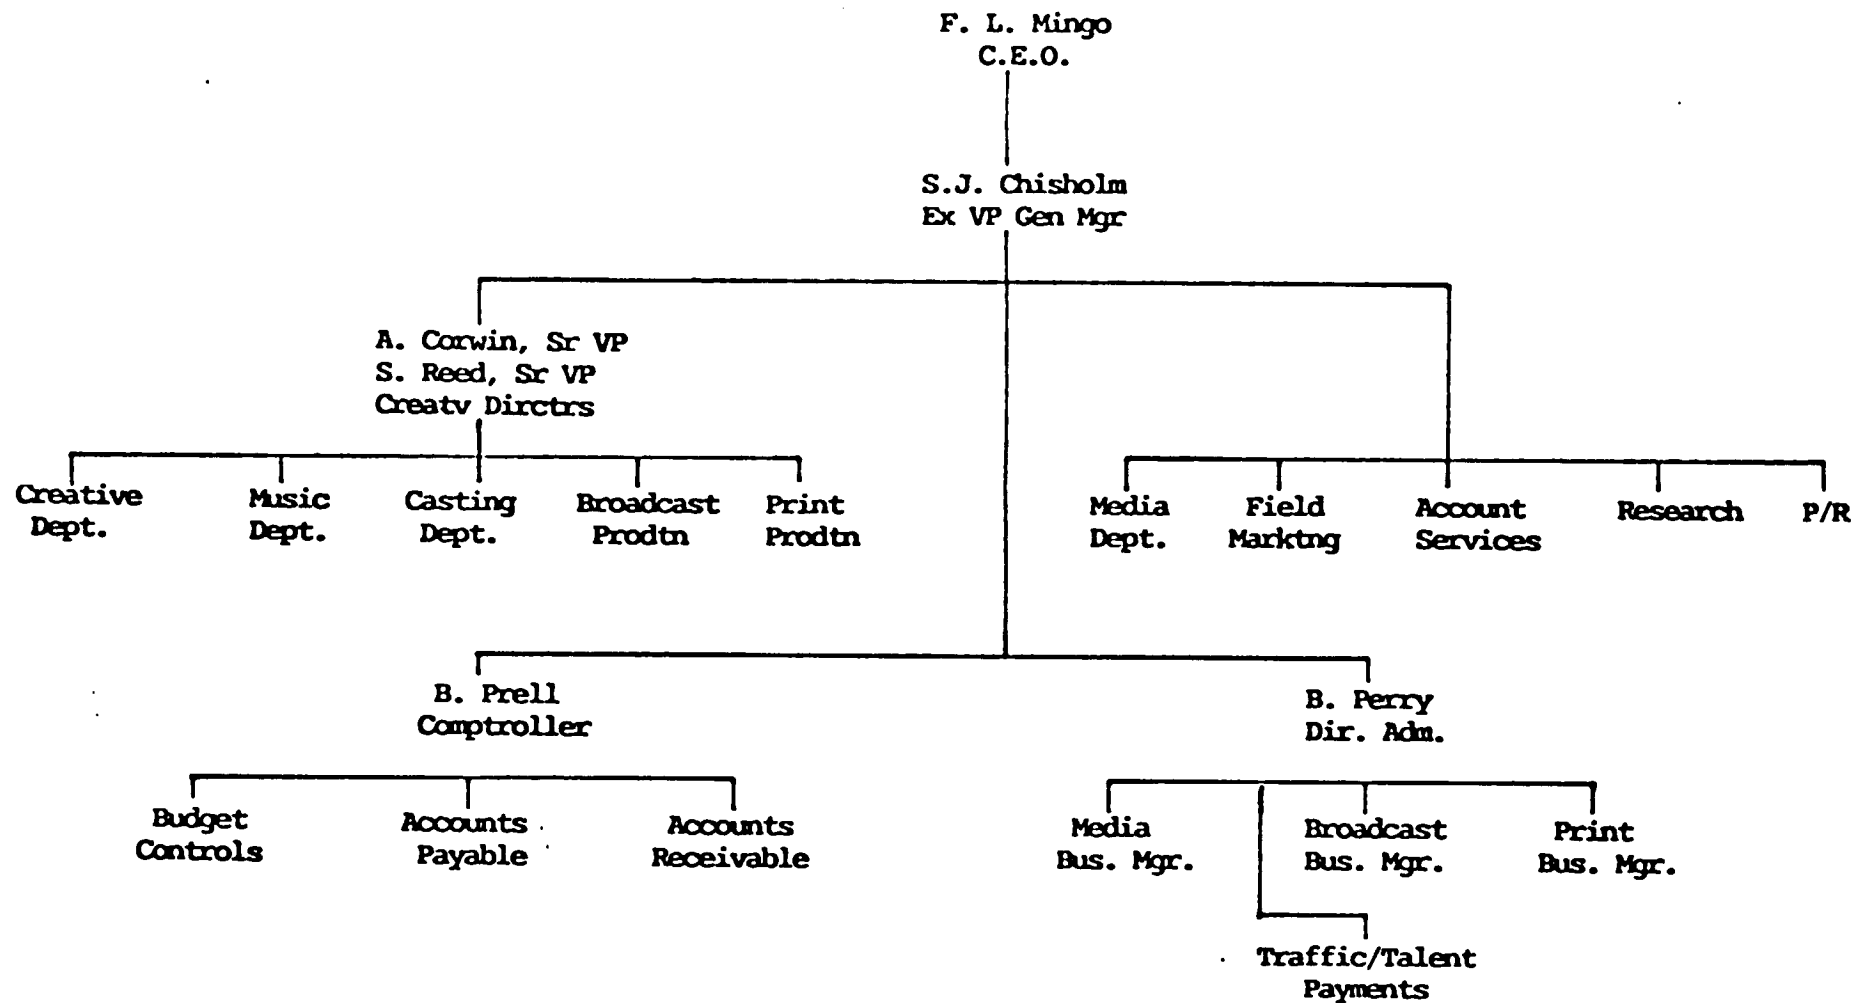 F. L. Mingo
C.E.O.
S.J. Chisholm
Ex VP Gen Mgr
A. Corwin, Sr VP
S. Reed, Sr VP
Creatv Dirctrs
Creative
Dept.
Music
Dept.
Casting
Dept.
Broadcast
Prodtn
Print
Prodtn
Media
Dept.
Field
Marktng
Account
Services
Research
P/R
B. Prell
Comptroller
B. Perry
Dir. Adm.
Budget
Controls
Accounts
Payable
Accounts
Receivable
Media
Bus. Mgr.
Broadcast
Bus. Mgr.
Print
Bus. Mgr.
Traffic/Talent
Payments